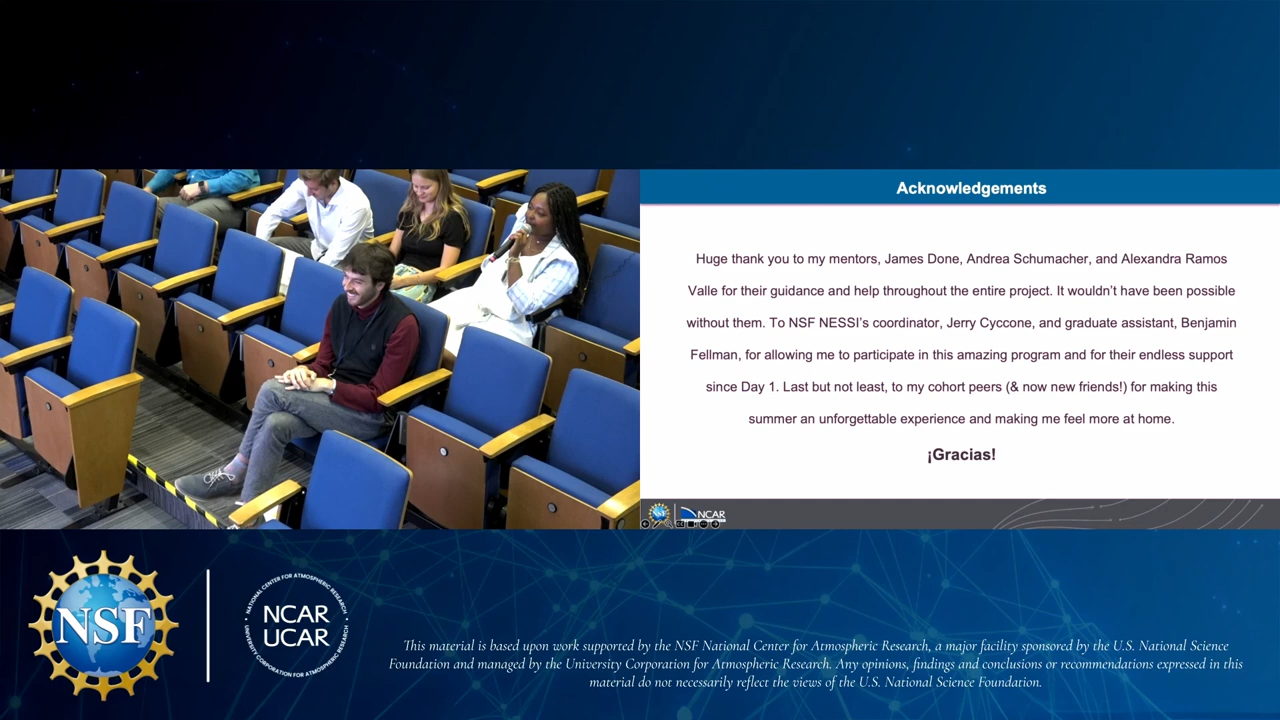 Acknowledgements
Huge thank you to my mentors, James Done, Andrea Schumacher, and Alexandra Ramos
Valle for their guidance and help throughout the entire project. It wouldn't have been possible
without them. To NSF NESSI's coordinator, Jerry Cyccone, and graduate assistant, Benjamin
Fellman, for allowing me to participate in this amazing program and for their endless support
since Day 1. Last but not least, to my cohort peers (& now new friends!) for making this
summer an unforgettable experience and making me feel more at home.
¡Gracias!
NCAR
NSF
NATIONAL CENTER FOR ATMOSPHERIC RESEARCH
NCAR
UCAR
UNIVERSITY CORPORATION FOR ATMOSPHERIC RESEARCH
This material is based upon work supported by the NSF National Center for Atmospheric Research, a major facility sponsored by the U.S. National Science
Foundation and managed by the University Corporation for Atmospheric Research. Any opinions, findings and conclusions or recommendations expressed in this
material do not necessarily reflect the views of the U.S. National Science Foundation.